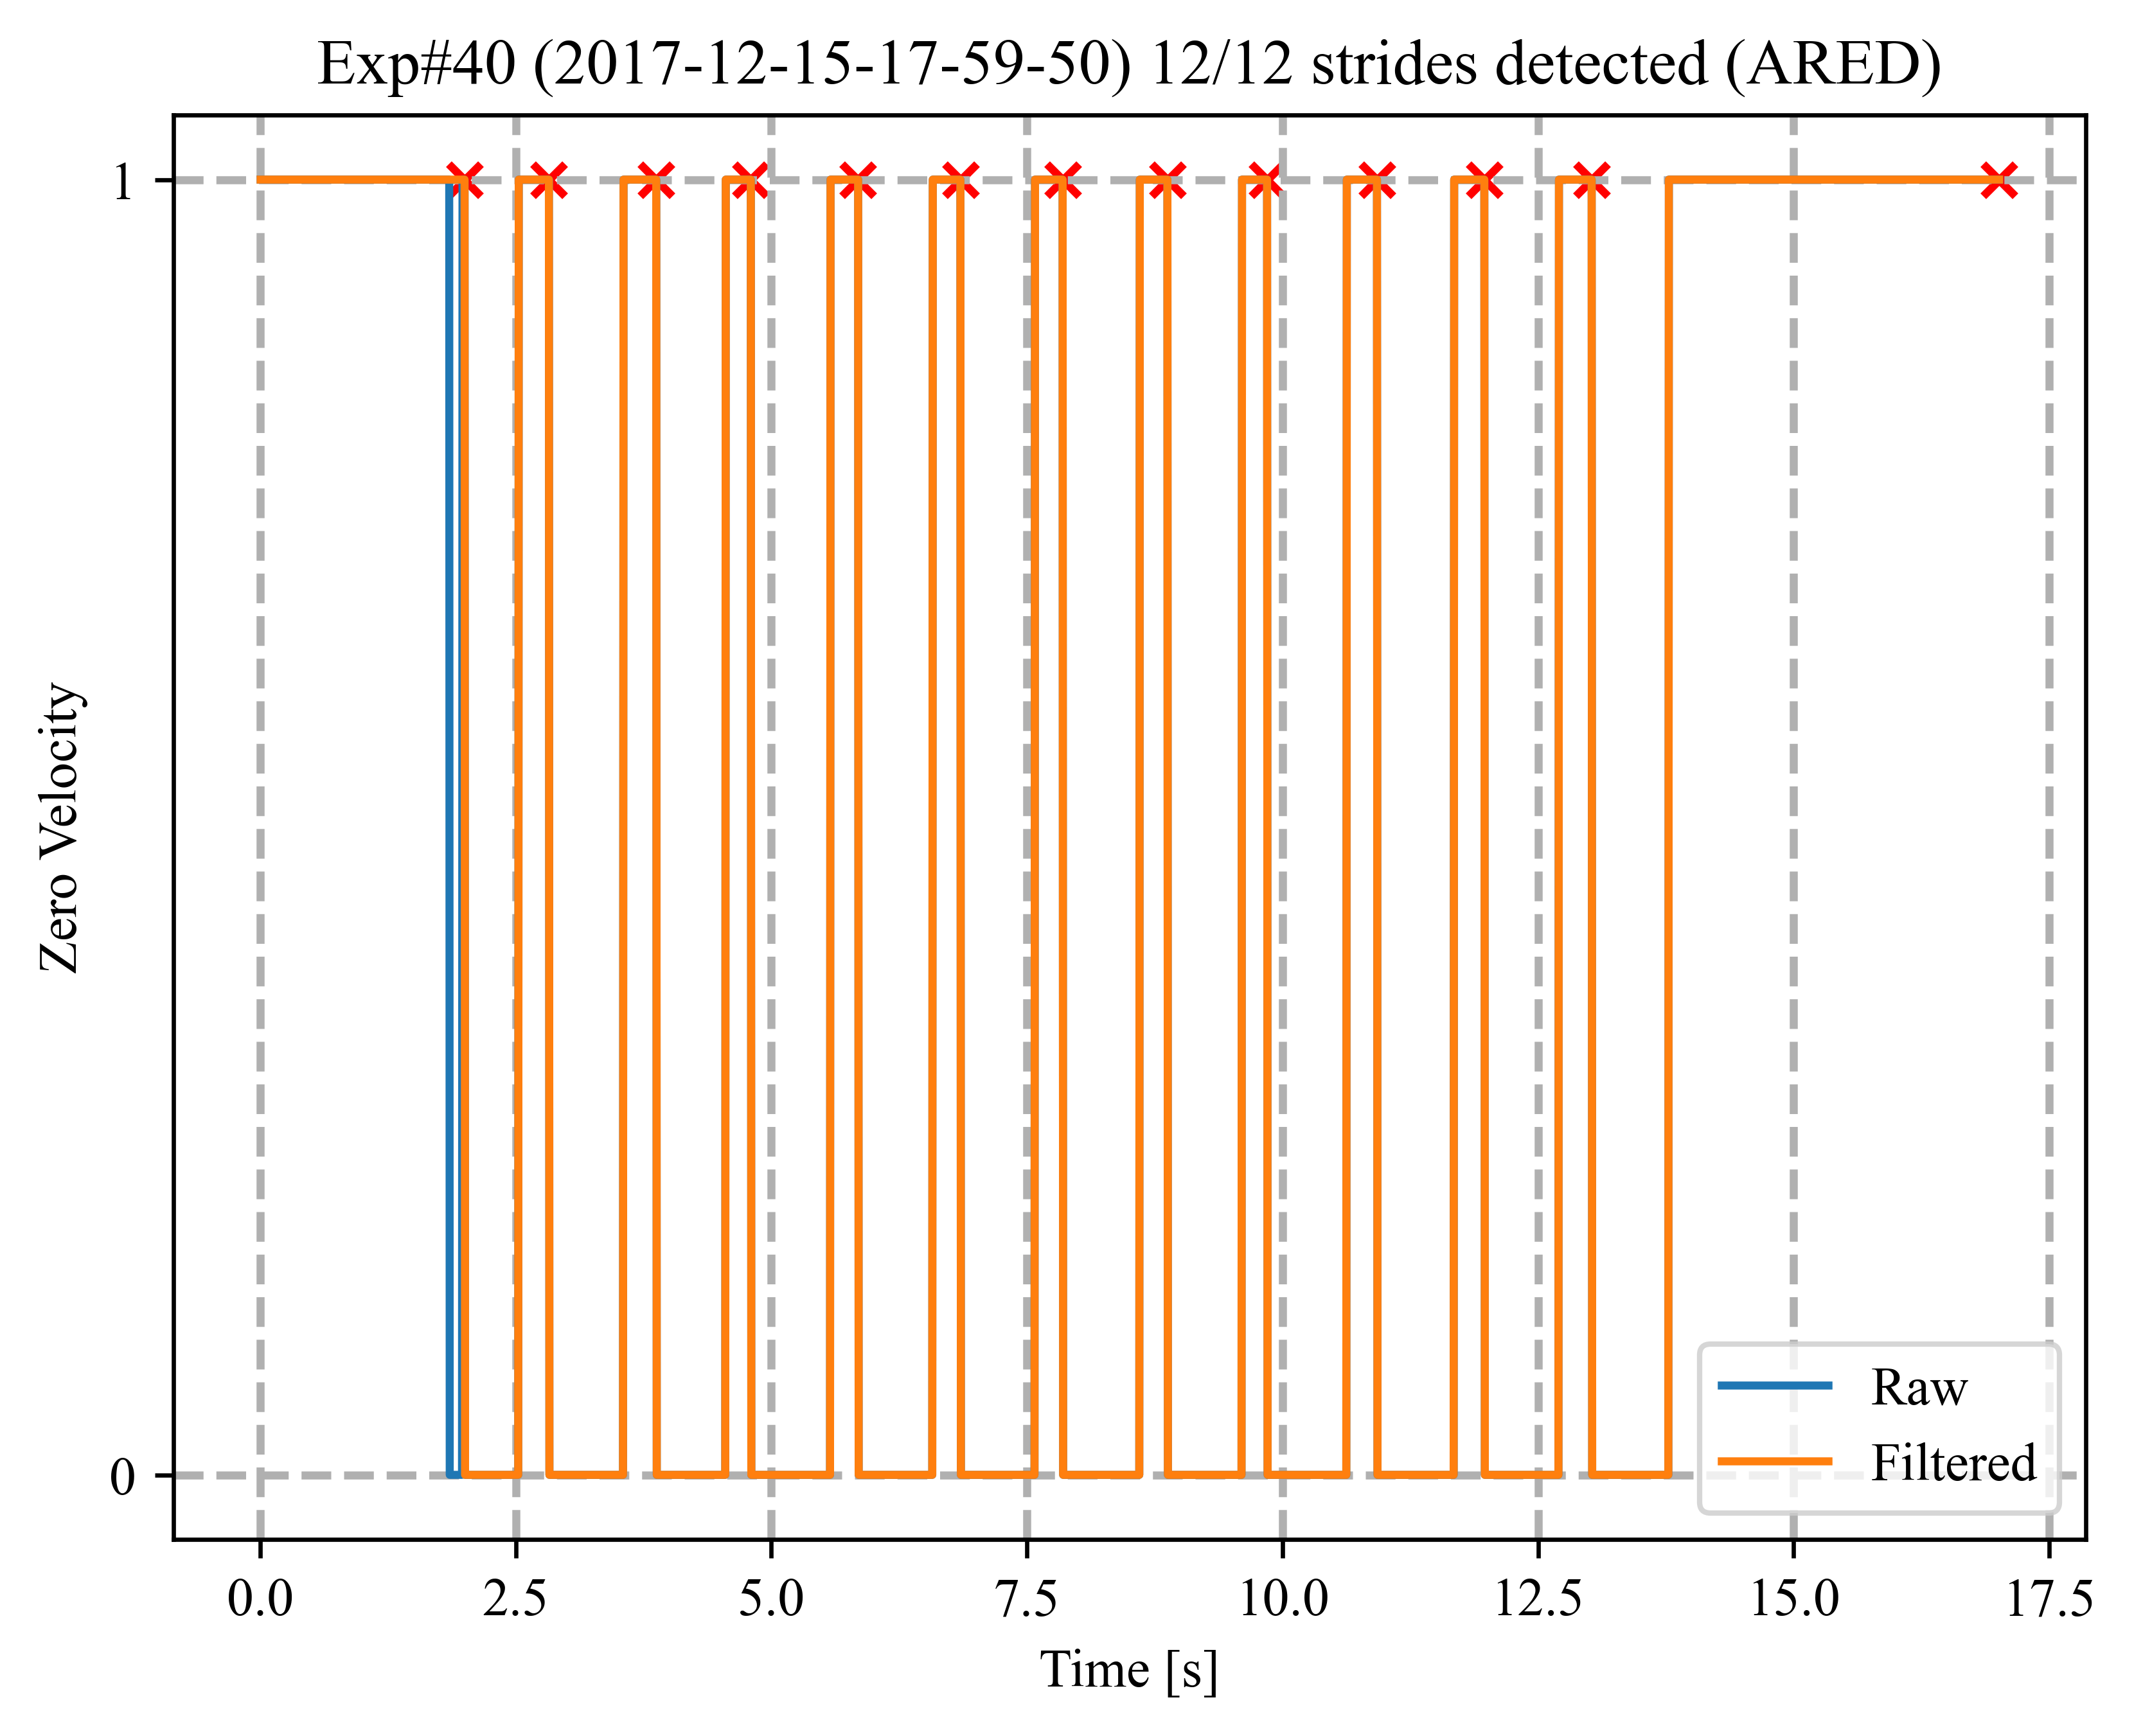 Exp#40 (2017-12-15-17-59-50) 12/12 strides detected (ARED)
1
Zero Velocity
0
Raw
Filtered
0.0 2.5 5.0 7.5 10.0 12.5 15.0 17.5
Time [s]